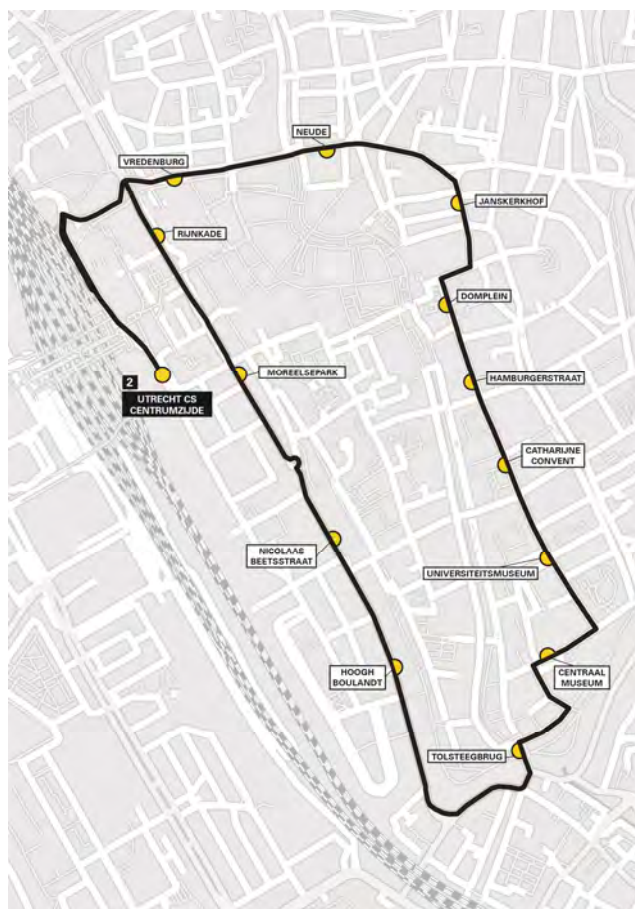 NEUDE
VREDENBURG
JANSKERKHOF
RIJNKADE
DOMPLEIN
2
UTRECHT CS
CENTRUMZIJDE
MOREELSEPARK
HAMBURGERSTRAAT
CATHARIJNE
CONVENT
NICOLAAS
BEETSSTRAAT
UNIVERSITEITSMUSEUM
HOOGH
BOULANDT
CENTRAAL
MUSEUM
TOLSTEEGBRUG